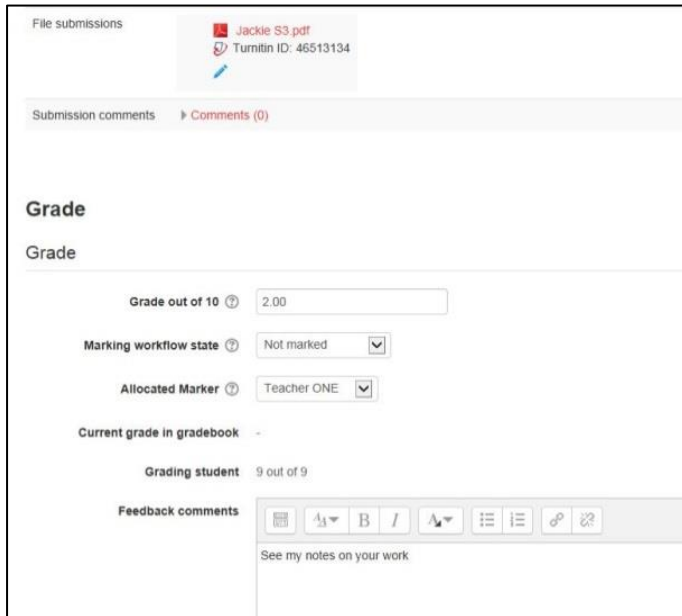 File submissions
Jackie S3.pdf
Turnitin ID: 46513134
Submission comments Comments (0)
Grade
Grade
Grade out of 10 2.00
Marking workflow state Not marked
Allocated Marker Teacher ONE
Current grade in gradebook -
Grading student 9 out of 9
Feedback comments
B I
See my notes on your work